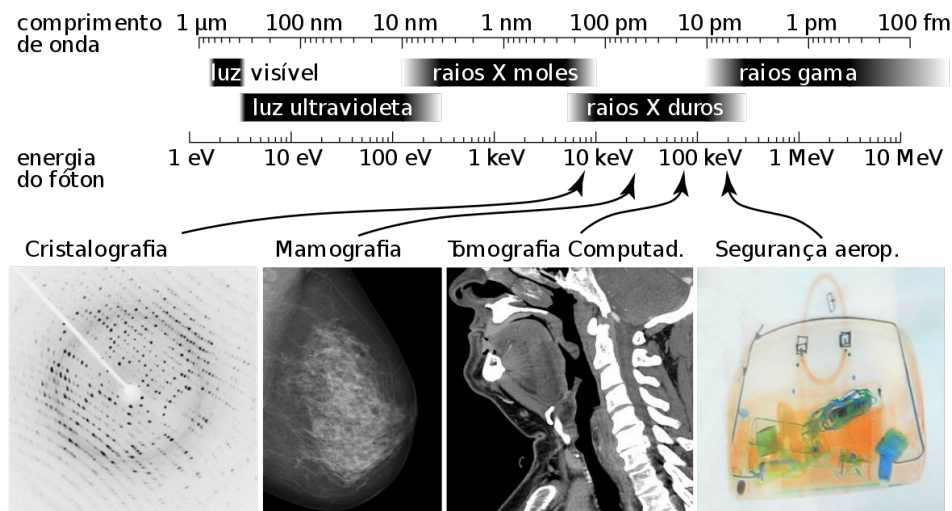 comprimento
de onda
1 µm 100 nm 10 nm 1 nm 100 pm 10 pm 1 pm 100 fm
luz visível raios X moles raios gama
luz ultravioleta raios X duros
energia
do fóton
1 eV 10 eV 100 eV 1 keV 10 keV 100 keV 1 MeV 10 MeV
Cristalografia Mamografia Tomografia Computad. Segurança aerop.